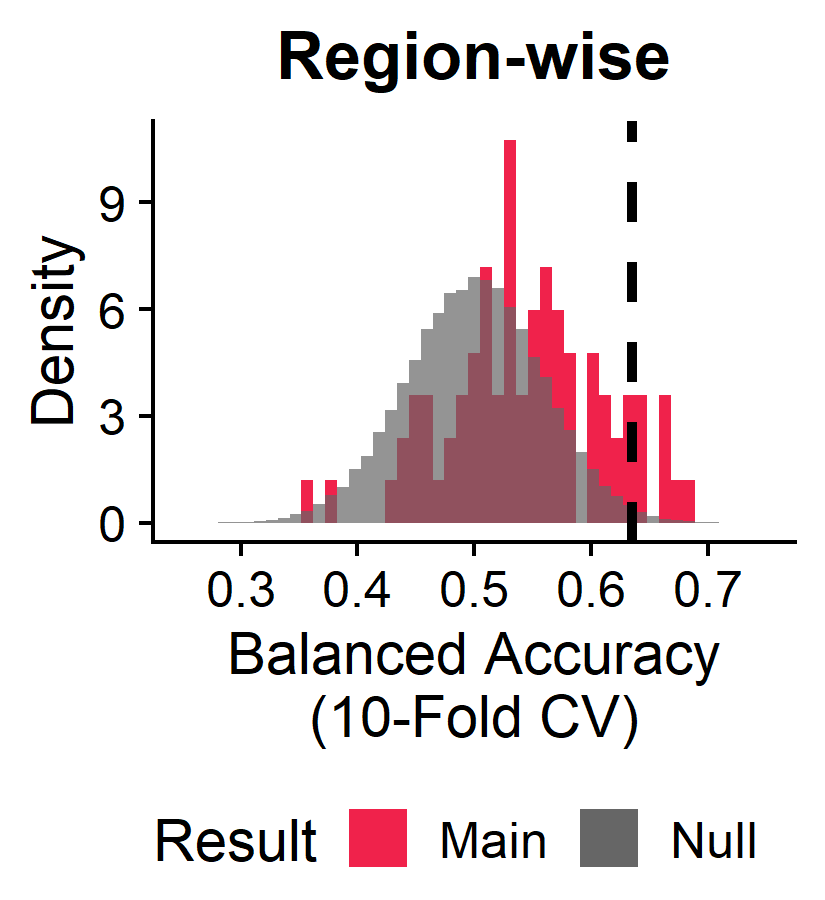 Region-wise
Density
9
6
3
0
0.3 0.4 0.5 0.6 0.7
Balanced Accuracy
(10-Fold CV)
Result Main Null